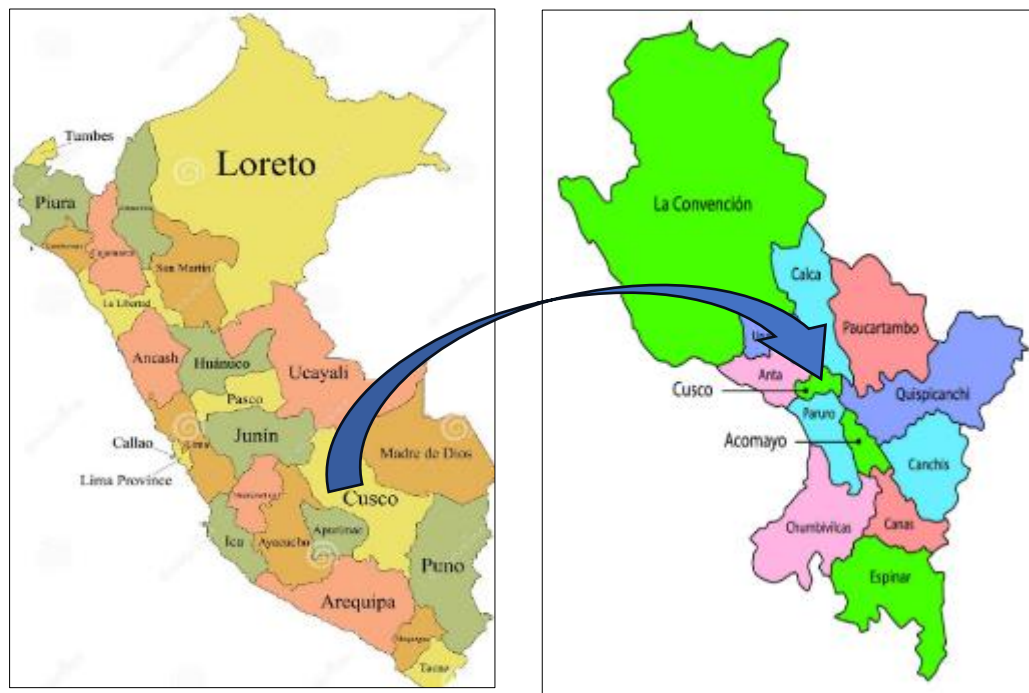 Tumbes
Loreto
Piura
San Martín
La Libertad
Ancash
Huánuco
Ucayali
Pasco
Callao
Lima
Junín
Madre de Dios
Lima Province
Cusco
Apurimac
Ica
Ayacucho
Puno
Arequipa
Tacna
La Convención
Calca
Paucartambo
Anta
Cusco
Quispicanchi
Paruro
Acomayo
Canchis
Chumbivilcas
Canas
Espinar